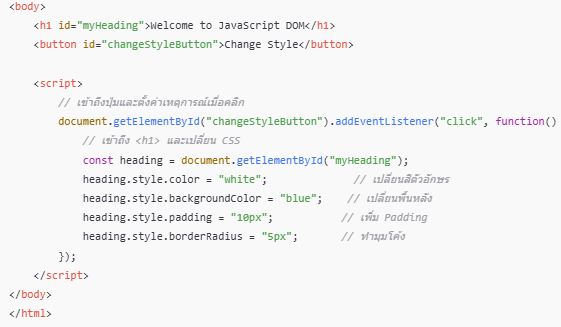 <body>
<h1 id="myHeading">Welcome to JavaScript DOM</h1>
<button id="changeStyleButton">Change Style</button>
<script>
// เข้าถึงปุ่มและตั้งค่าเหตุการณ์เมื่อคลิก
document.getElementById("changeStyleButton").addEventListener("click", function()
// เข้าถึง <h1> และเปลี่ยน CSS
const heading = document.getElementById("myHeading");
heading.style.color = "white"; // เปลี่ยนสีตัวอักษร
heading.style.backgroundColor = "blue"; // เปลี่ยนพื้นหลัง
heading.style.padding = "10px"; // เพิ่ม Padding
heading.style.borderRadius = "5px"; // ทำมุมโค้ง
});
</script>
</body>
</html>